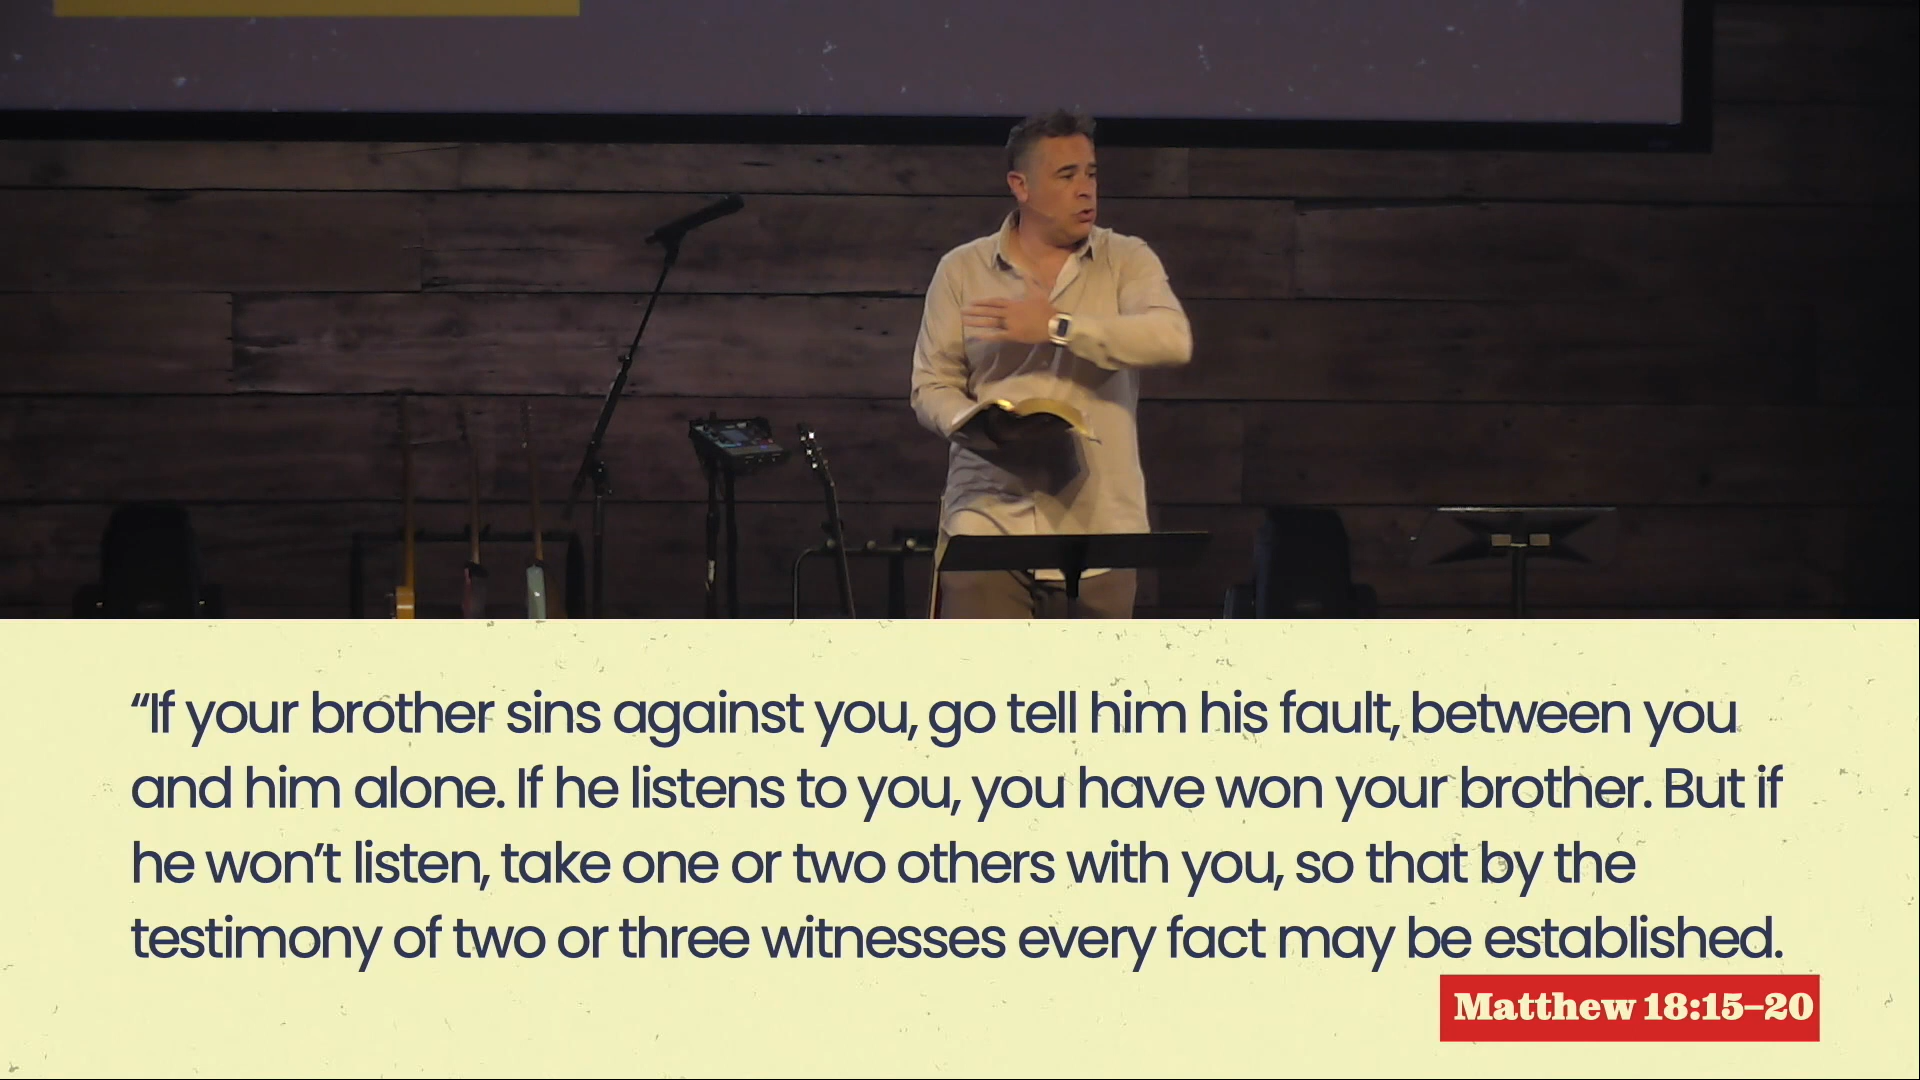 “If your brother sins against you, go tell him his fault, between you
and him alone. If he listens to you, you have won your brother. But if
he won’t listen, take one or two others with you, so that by the
testimony of two or three witnesses every fact may be established.
Matthew 18:15–20